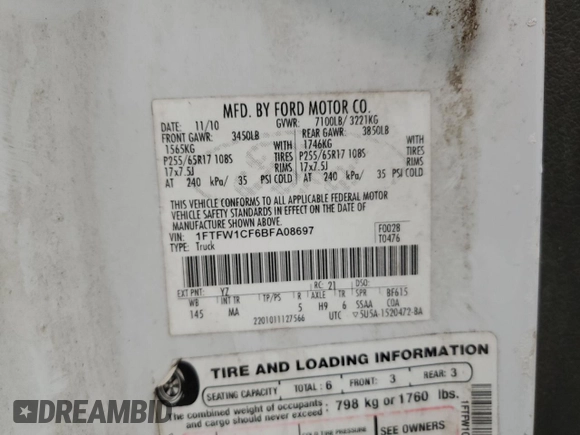 MFD. BY FORD MOTOR CO.
DATE: 11/10 GVWR: 7100LB/ 3221KG
FRONT GAWR: 3450LB REAR GAWR: 3850LB
1565KG 1746KG
P255/65R17 108S TIRES P255/65R17 108S TIRES
17x7.5J RIMS 17x7.5J RIMS
AT 240 kPa/ 35 PSI COLD AT 240 kPa/ 35 PSI COLD
THIS VEHICLE CONFORMS TO ALL APPLICABLE FEDERAL MOTOR
VEHICLE SAFETY STANDARDS IN EFFECT ON THE DATE OF
MANUFACTURE SHOWN ABOVE.
VIN: 1FTFW1CF6BFA08697 F0028
TYPE: Truck T0476
EXT PNT: YZ RC: 21 DSO:
WB INT TR TP/PS R AXLE TR SPR BF615
145 MA 5 H9 6 SSAA COA
2201011127566 UTC 5U5A-1520472-BA
TIRE AND LOADING INFORMATION
SEATING CAPACITY TOTAL: 6 FRONT: 3 REAR: 3
The combined weight of occupants
and cargo should never exceed: 798 kg or 1760 lbs.
SEE OWNERS
1FTFW1C
DREAMBID